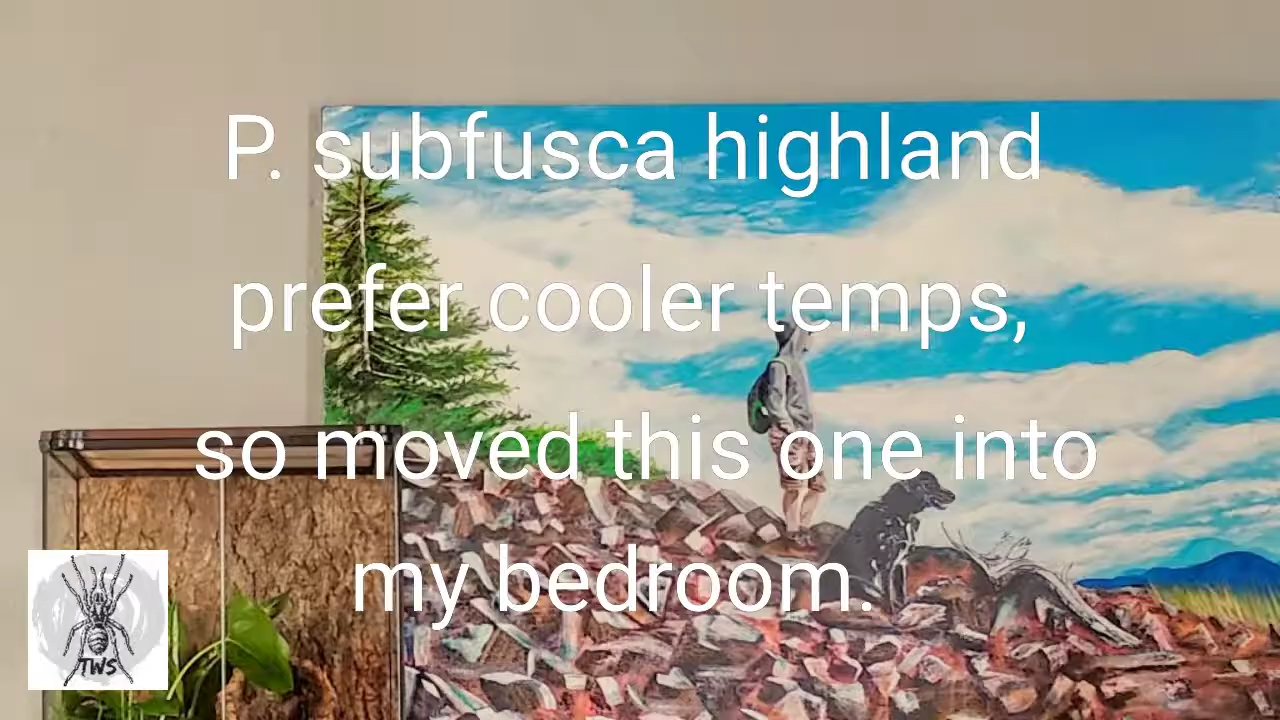 P. subfusca highland
prefer cooler temps,
so moved this one into
my bedroom.
TWS